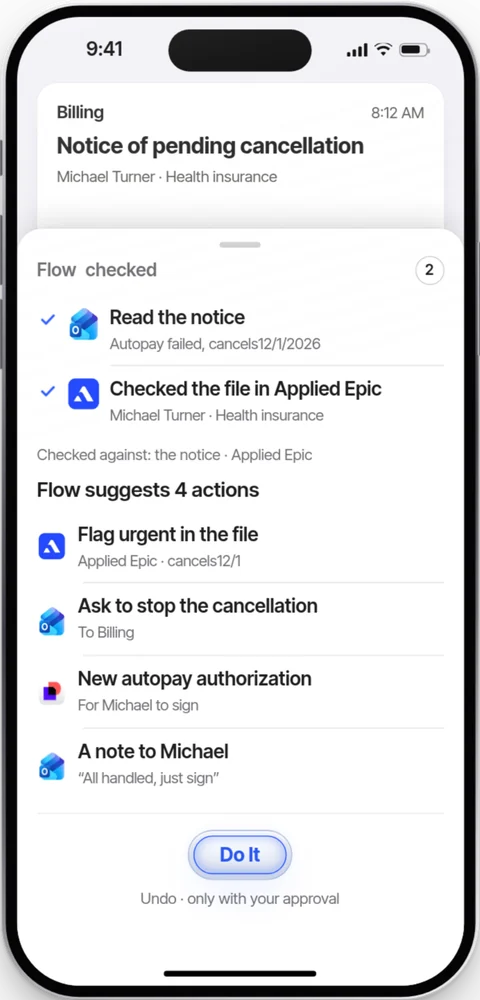 9:41
Billing 8:12 AM
Notice of pending cancellation
Michael Turner · Health insurance
Flow checked 2
Read the notice
Autopay failed, cancels12/1/2026
Checked the file in Applied Epic
Michael Turner · Health insurance
Checked against: the notice · Applied Epic
Flow suggests 4 actions
Flag urgent in the file
Applied Epic · cancels12/1
Ask to stop the cancellation
To Billing
New autopay authorization
For Michael to sign
A note to Michael
“All handled, just sign”
Do It
Undo · only with your approval